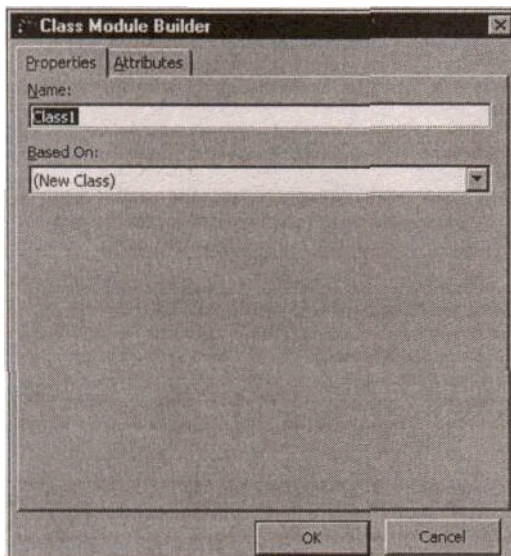 Class Module Builder
Properties Attributes
Name:
Class1
Based On:
(New Class)
OK Cancel